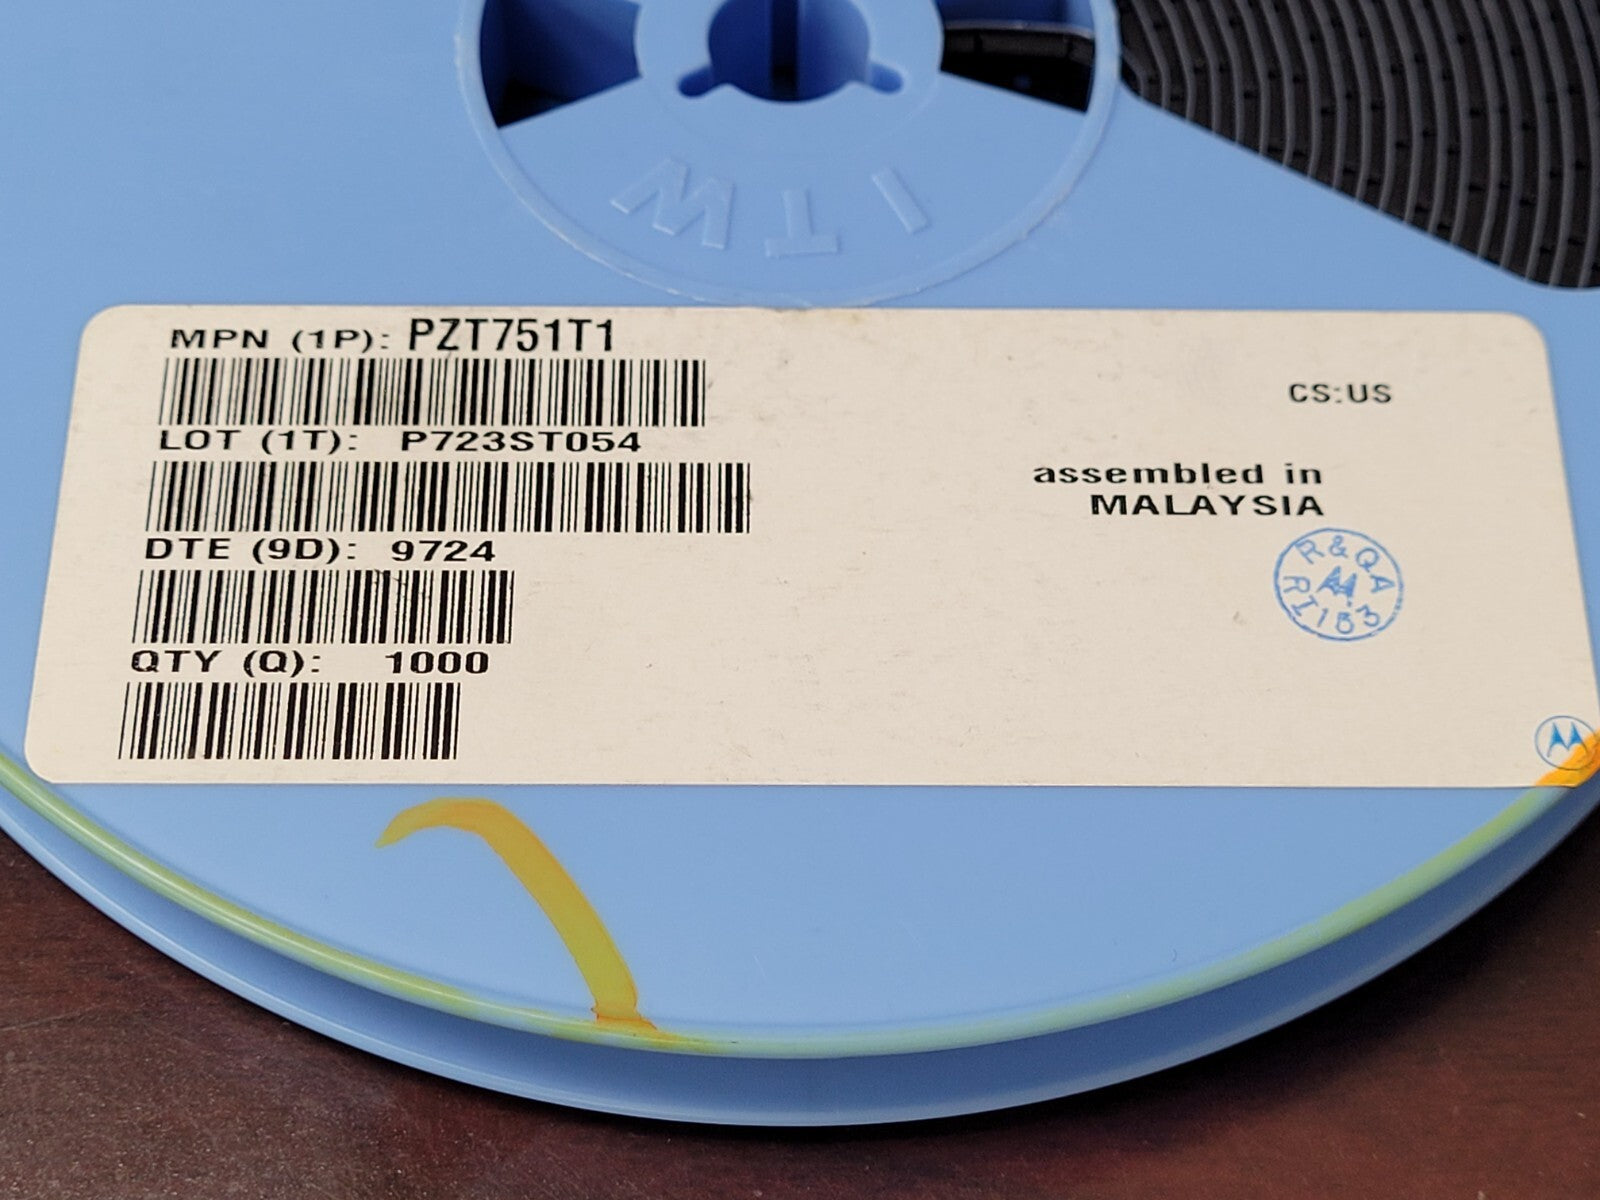 ITW
MPN (1P): PZT751T1
CS:US
LOT (1T): P723ST054
assembled in
MALAYSIA
DTE (9D): 9724
R&QA
RI183
QTY (Q): 1000